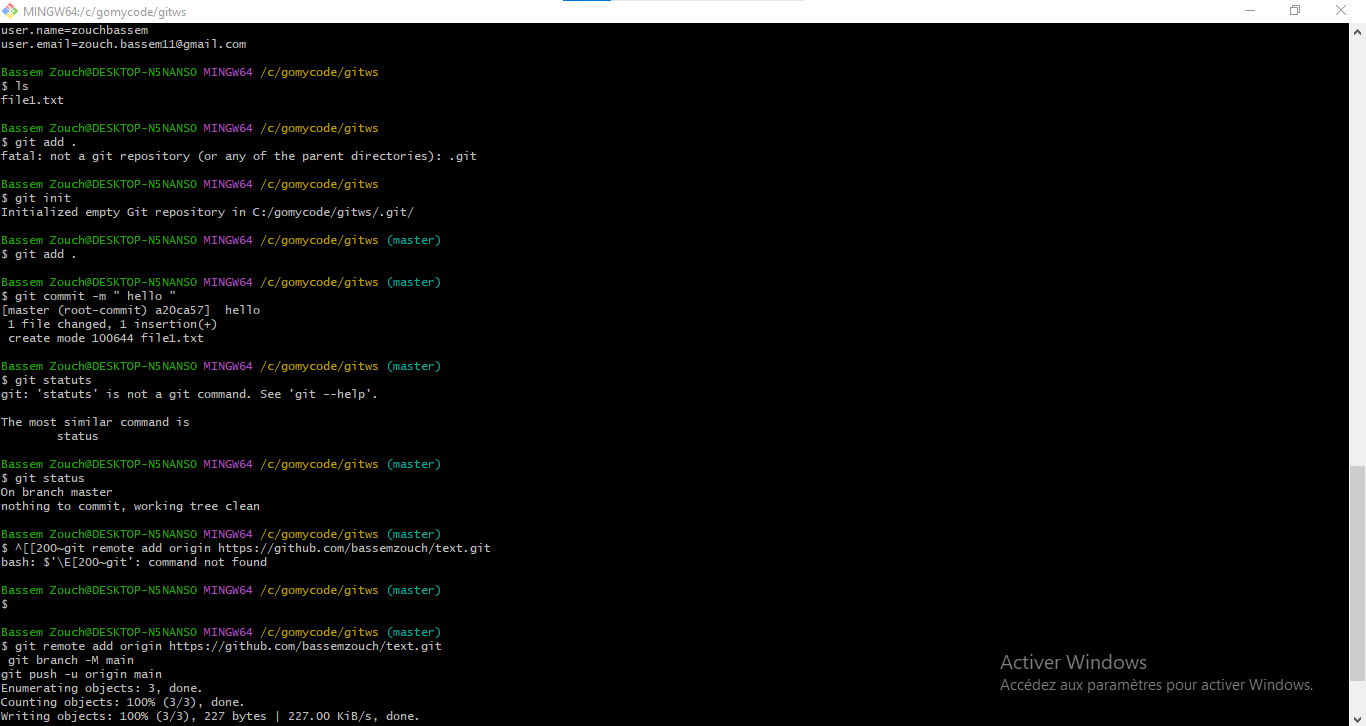 MINGW64:/c/gomycode/gitws
user.name=zouchbassem
user.email=zouch.bassem11@gmail.com
Bassem Zouch@DESKTOP-N5NANSO MINGW64 /c/gomycode/gitws
$ ls
file1.txt
Bassem Zouch@DESKTOP-N5NANSO MINGW64 /c/gomycode/gitws
$ git add .
fatal: not a git repository (or any of the parent directories): .git
Bassem Zouch@DESKTOP-N5NANSO MINGW64 /c/gomycode/gitws
$ git init
Initialized empty Git repository in C:/gomycode/gitws/.git/
Bassem Zouch@DESKTOP-N5NANSO MINGW64 /c/gomycode/gitws (master)
$ git add .
Bassem Zouch@DESKTOP-N5NANSO MINGW64 /c/gomycode/gitws (master)
$ git commit -m " hello "
[master (root-commit) a20ca57]  hello
 1 file changed, 1 insertion(+)
 create mode 100644 file1.txt
Bassem Zouch@DESKTOP-N5NANSO MINGW64 /c/gomycode/gitws (master)
$ git statuts
git: 'statuts' is not a git command. See 'git --help'.
The most similar command is
        status
Bassem Zouch@DESKTOP-N5NANSO MINGW64 /c/gomycode/gitws (master)
$ git status
On branch master
nothing to commit, working tree clean
Bassem Zouch@DESKTOP-N5NANSO MINGW64 /c/gomycode/gitws (master)
$ ^[[200~git remote add origin https://github.com/bassemzouch/text.git
bash: $'\E[200~git': command not found
Bassem Zouch@DESKTOP-N5NANSO MINGW64 /c/gomycode/gitws (master)
$
Bassem Zouch@DESKTOP-N5NANSO MINGW64 /c/gomycode/gitws (master)
$ git remote add origin https://github.com/bassemzouch/text.git
 git branch -M main
git push -u origin main
Enumerating objects: 3, done.
Counting objects: 100% (3/3), done.
Writing objects: 100% (3/3), 227 bytes | 227.00 KiB/s, done.
Activer Windows
Accédez aux paramètres pour activer Windows.